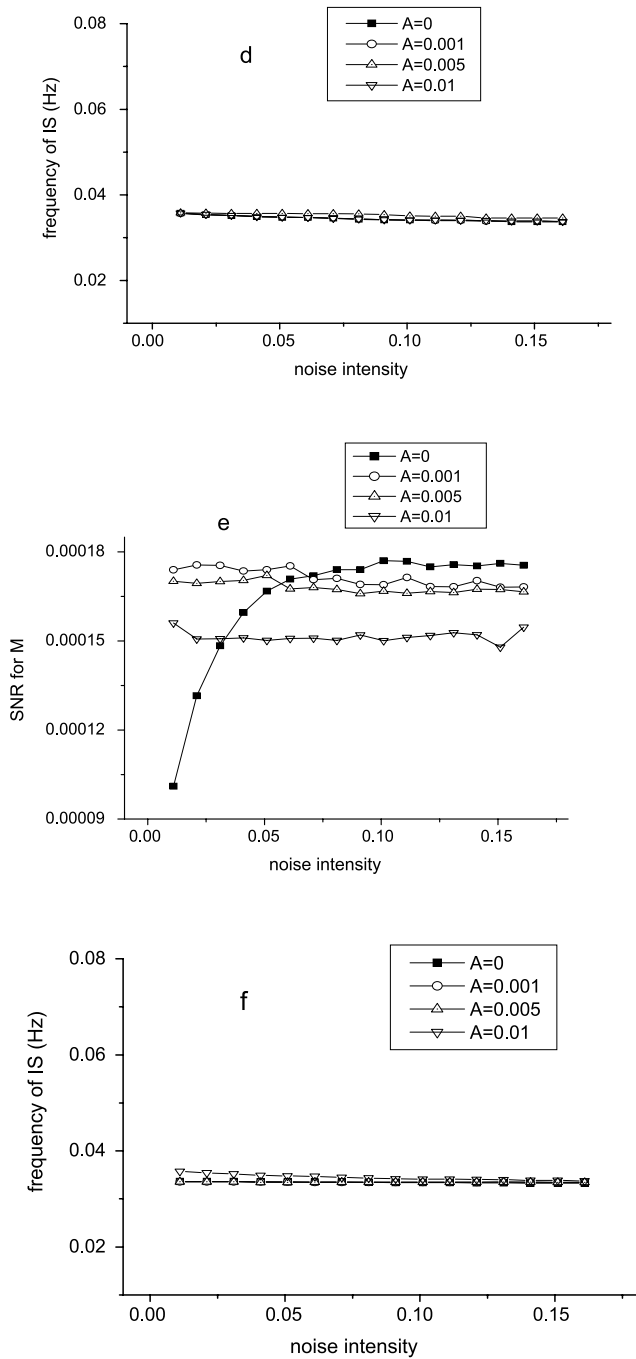 d
A=0
A=0.001
A=0.005
A=0.01
frequency of IS (Hz)
0.08
0.06
0.04
0.02
0.00
0.05
0.10
0.15
noise intensity
e
A=0
A=0.001
A=0.005
A=0.01
SNR for M
0.00018
0.00015
0.00012
0.00009
0.00
0.05
0.10
0.15
noise intensity
f
A=0
A=0.001
A=0.005
A=0.01
frequency of IS (Hz)
0.08
0.06
0.04
0.02
0.00
0.05
0.10
0.15
noise intensity